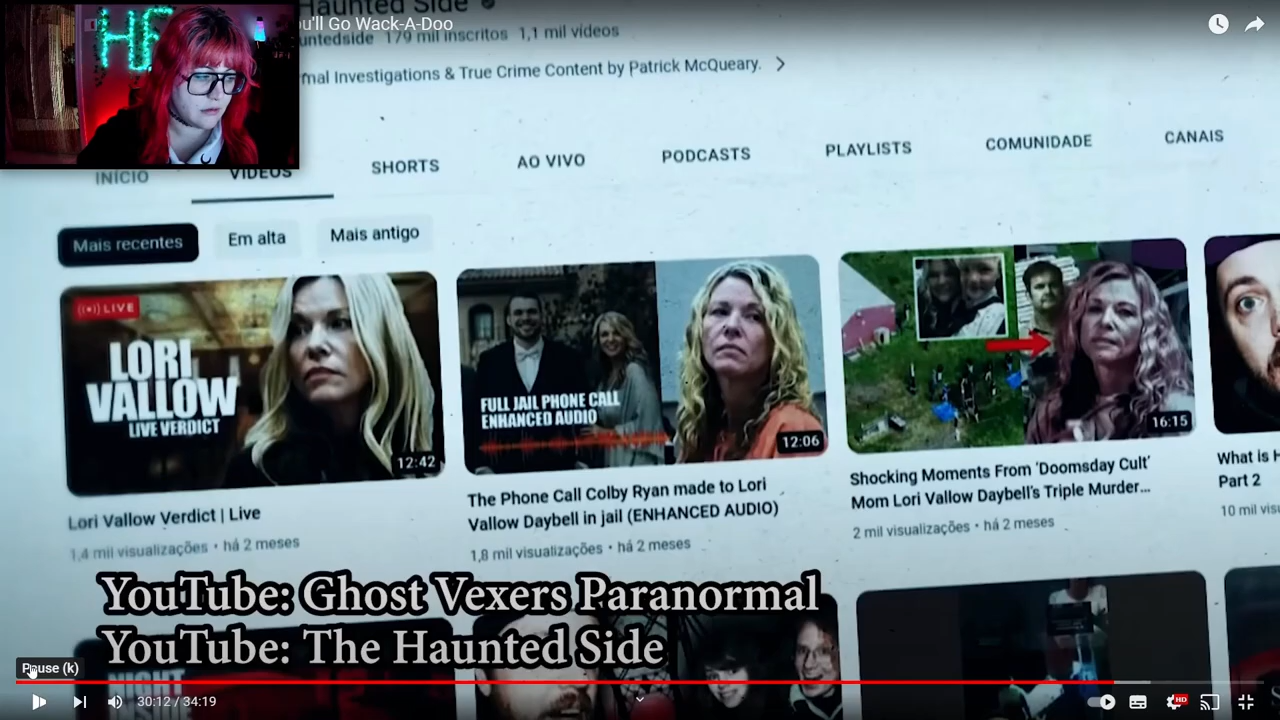 HF
Haunted Side
u'll Go Wack-A-Doo
untedside 179 mil inscritos 1,1 mil vídeos
mal Investigations & True Crime Content by Patrick McQueary.
INÍCIO VÍDEOS SHORTS AO VIVO PODCASTS PLAYLISTS COMUNIDADE CANAIS
Mais recentes Em alta Mais antigo
LIVE
LORI
VALLOW
LIVE VERDICT
12:42
FULL JAIL PHONE CALL
ENHANCED AUDIO
12:06
16:15
Lori Vallow Verdict | Live
1,4 mil visualizações • há 2 meses
The Phone Call Colby Ryan made to Lori
Vallow Daybell in jail (ENHANCED AUDIO)
1,8 mil visualizações • há 2 meses
Shocking Moments From 'Doomsday Cult'
Mom Lori Vallow Daybell's Triple Murder...
2 mil visualizações • há 2 meses
What is H
Part 2
10 mil visu
YouTube: Ghost Vexers Paranormal
YouTube: The Haunted Side
NIGHT
Pause (k)
30:12 / 34:19
HD